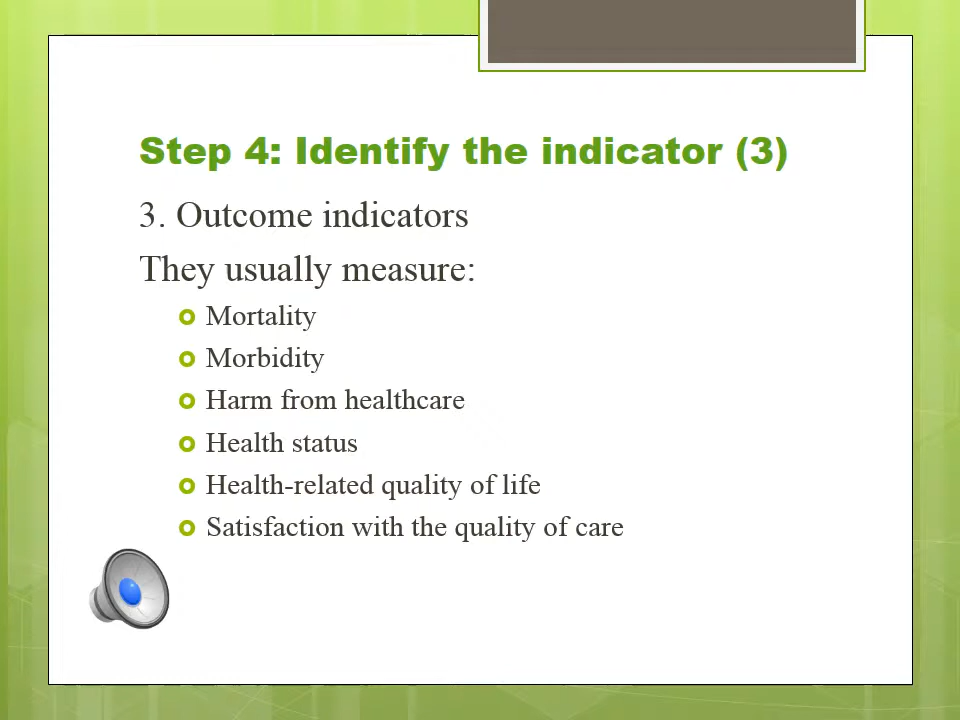 Step 4: Identify the indicator (3)
3. Outcome indicators
They usually measure:
Mortality
Morbidity
Harm from healthcare
Health status
Health-related quality of life
Satisfaction with the quality of care